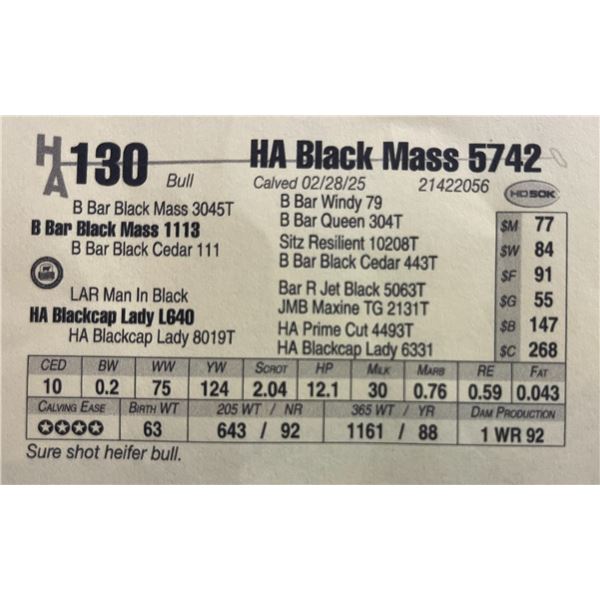 HA 130 Bull HA Black Mass 5742
Calved 02/28/25 21422056 HD50K
B Bar Black Mass 3045T
B Bar Black Mass 1113
B Bar Black Cedar 111
LAR Man In Black
HA Blackcap Lady L640
HA Blackcap Lady 8019T
B Bar Windy 79
B Bar Queen 304T
Sitz Resilient 10208T
B Bar Black Cedar 443T
Bar R Jet Black 5063T
JMB Maxine TG 2131T
HA Prime Cut 4493T
HA Blackcap Lady 6331
$M 77
$W 84
$F 91
$G 55
$B 147
$C 268
CED BW WW YW SCROT HP MILK MARB RE FAT
10 0.2 75 124 2.04 12.1 30 0.76 0.59 0.043
CALVING EASE BIRTH WT 205 WT / NR 365 WT / YR DAM PRODUCTION
63 643 / 92 1161 / 88 1 WR 92
Sure shot heifer bull.